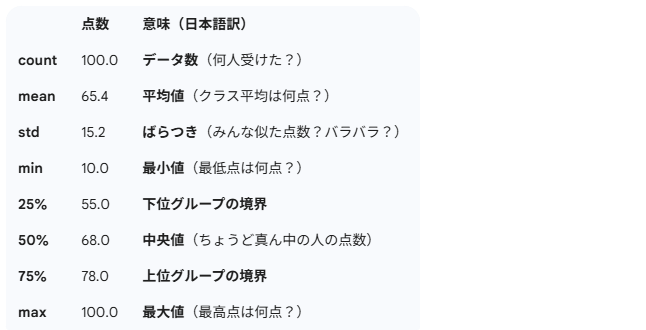 点数 意味（日本語訳）
count 100.0 データ数（何人受けた？）
mean 65.4 平均値（クラス平均は何点？）
std 15.2 ばらつき（みんな似た点数？バラバラ？）
min 10.0 最小値（最低点は何点？）
25% 55.0 下位グループの境界
50% 68.0 中央値（ちょうど真ん中の人の点数）
75% 78.0 上位グループの境界
max 100.0 最大値（最高点は何点？）